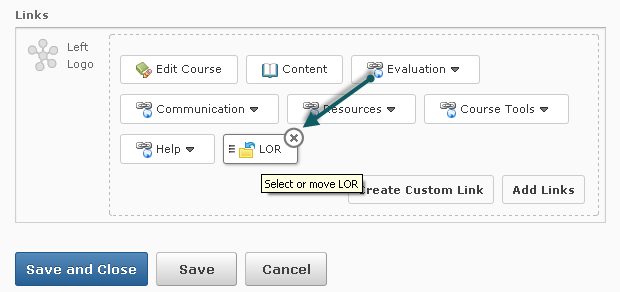 Links
Left
Logo
Edit Course
Content
Evaluation
Communication
Resources
Course Tools
Help
LOR
Select or move LOR
Create Custom Link
Add Links
Save and Close
Save
Cancel